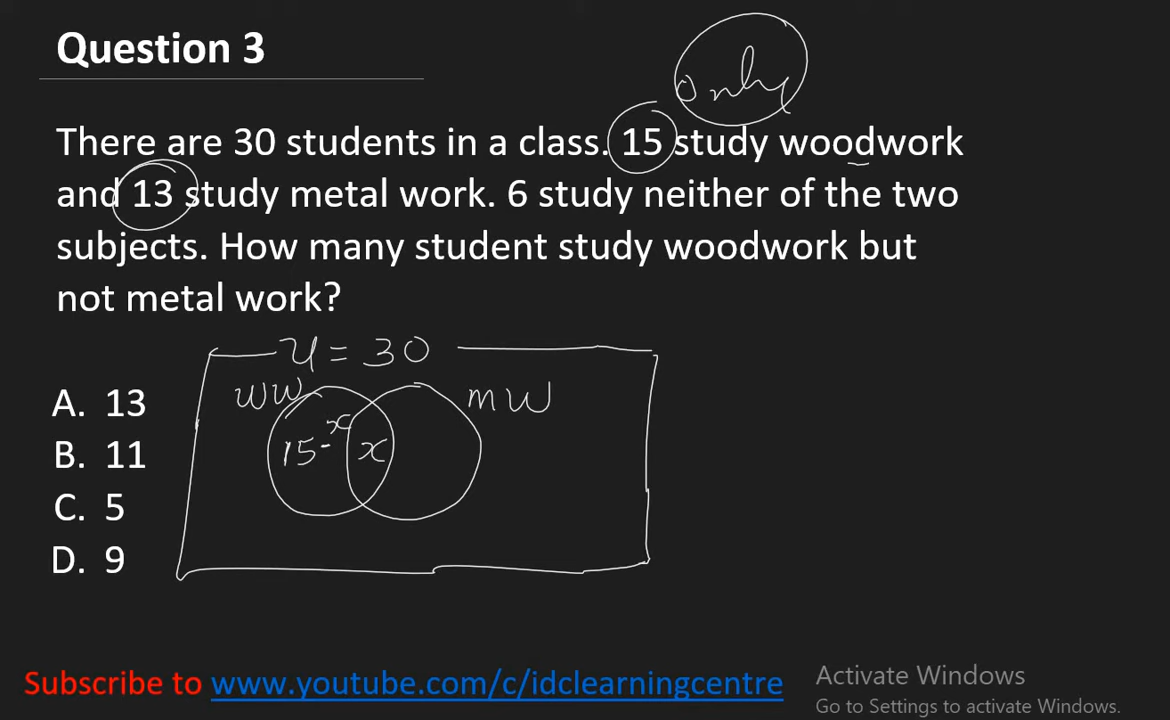 Question 3
only
There are 30 students in a class. 15 study woodwork
and 13 study metal work. 6 study neither of the two
subjects. How many student study woodwork but
not metal work?
U = 30
WW
MW
A. 13
15-x
x
B. 11
C. 5
D. 9
Subscribe to www.youtube.com/c/idclearningcentre
Activate Windows
Go to Settings to activate Windows.